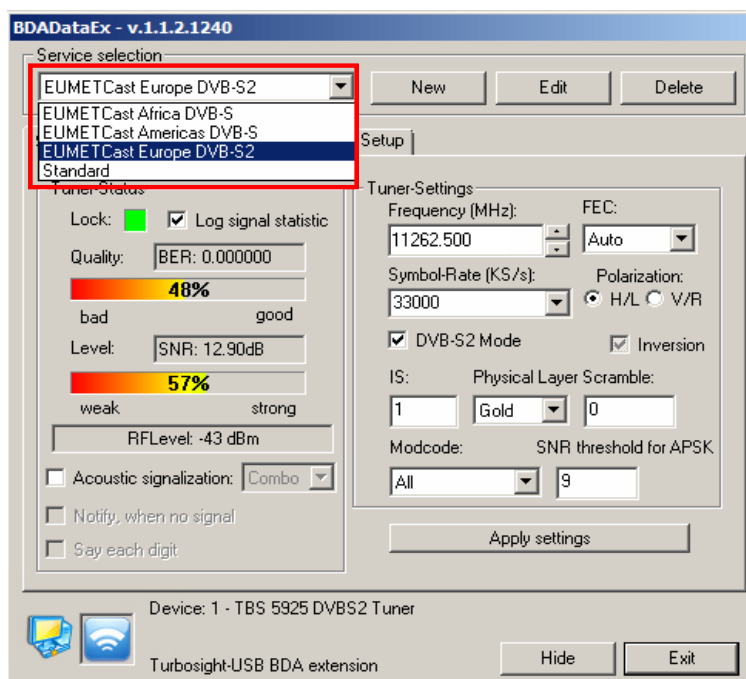 BDADataEx - v.1.1.2.1240
Service selection
EUMETCast Europe DVB-S2
New
Edit
Delete
EUMETCast Africa DVB-S
EUMETCast Americas DVB-S
EUMETCast Europe DVB-S2
Standard
Setup
Tuner-Status
Lock:
Log signal statistic
Quality:
BER: 0.000000
48%
bad
good
Level:
SNR: 12.90dB
57%
weak
strong
RFLevel: -43 dBm
Acoustic signalization:
Combo
Notify, when no signal
Say each digit
Tuner-Settings
Frequency (MHz):
FEC:
11262.500
Auto
Symbol-Rate (KS/s):
Polarization:
33000
H/L
V/R
DVB-S2 Mode
Inversion
IS:
Physical Layer Scramble:
1
Gold
0
Modcode:
SNR threshold for APSK
All
9
Apply settings
Device: 1 - TBS 5925 DVBS2 Tuner
Turbosight-USB BDA extension
Hide
Exit